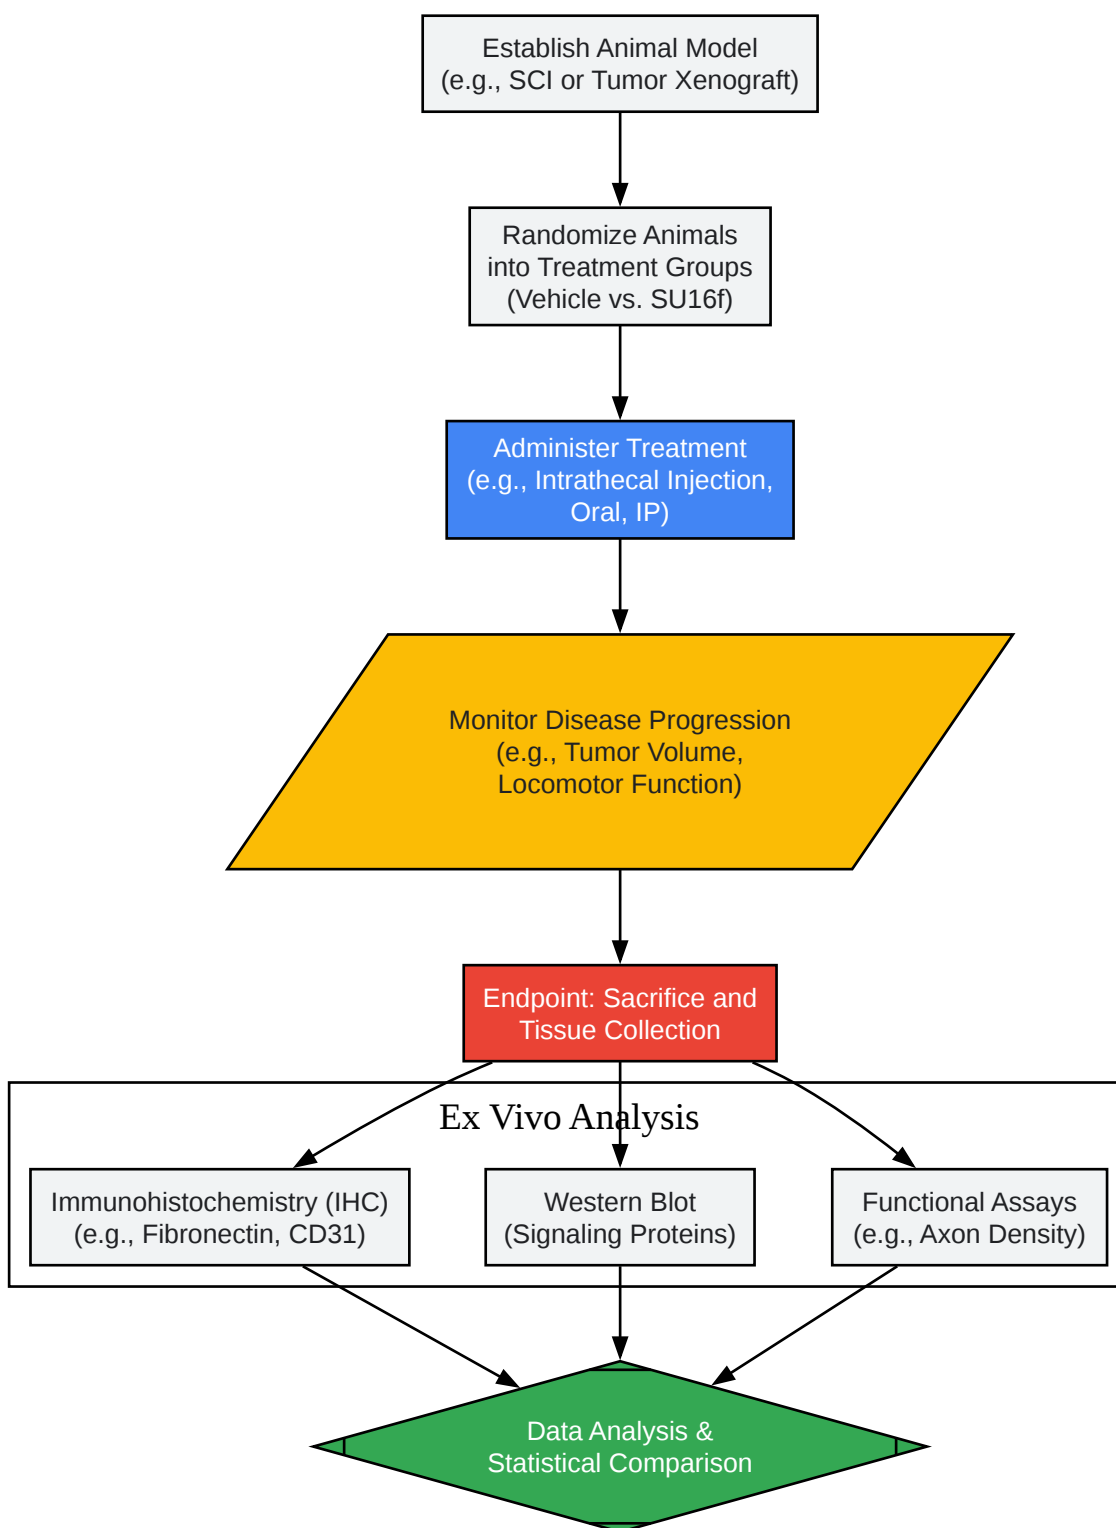 Establish Animal Model
(e.g., SCI or Tumor Xenograft)
Randomize Animals
into Treatment Groups
(Vehicle vs. SU16f)
Administer Treatment
(e.g., Intrathecal Injection,
Oral, IP)
Monitor Disease Progression
(e.g., Tumor Volume,
Locomotor Function)
Endpoint: Sacrifice and
Tissue Collection
Ex Vivo Analysis
Immunohistochemistry (IHC)
(e.g., Fibronectin, CD31)
Western Blot
(Signaling Proteins)
Functional Assays
(e.g., Axon Density)
Data Analysis &
Statistical Comparison